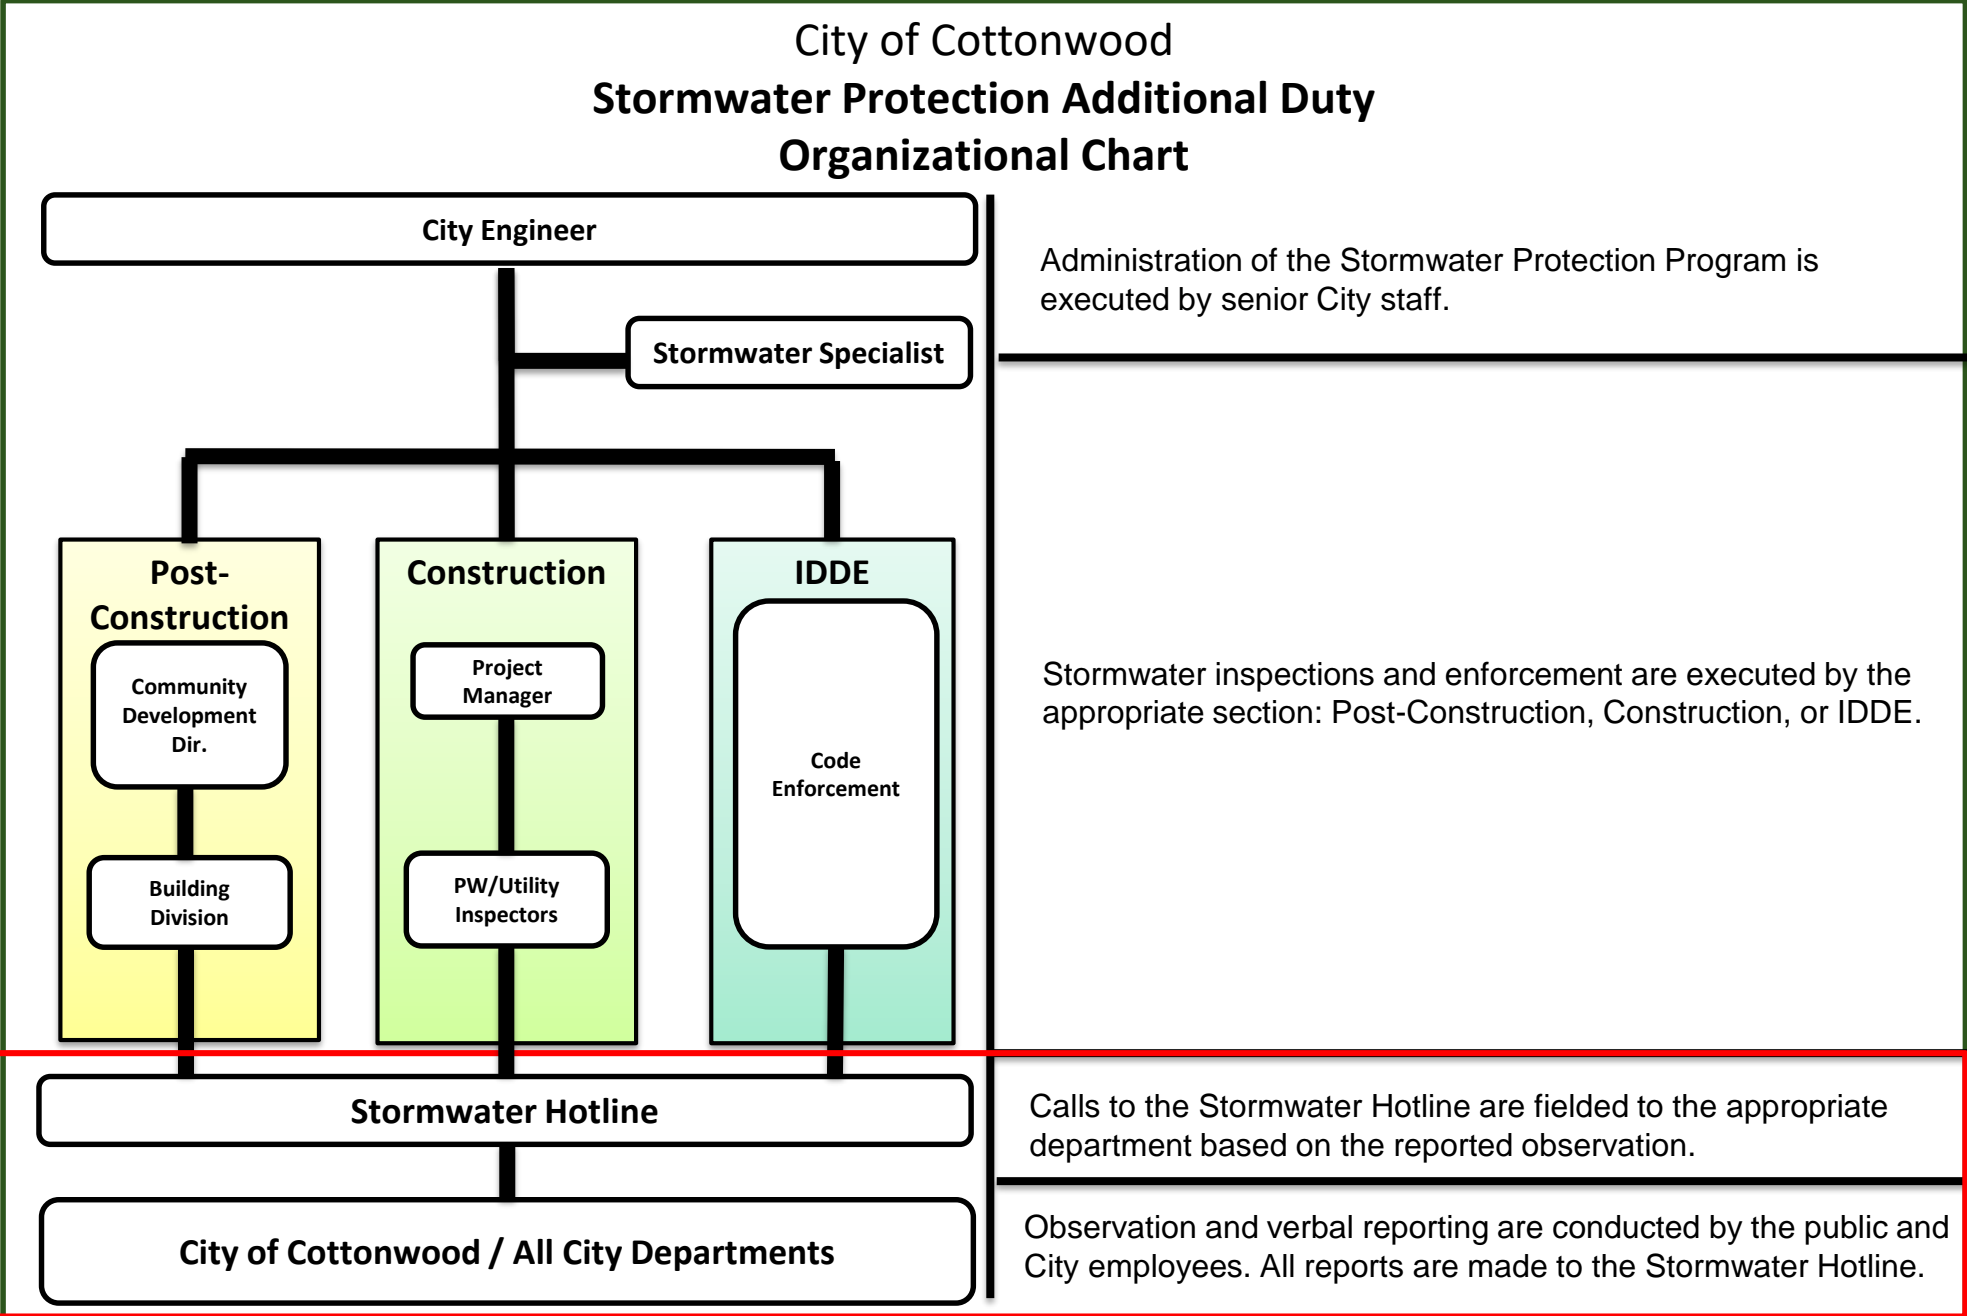 City of Cottonwood
Stormwater Protection Additional Duty
Organizational Chart
City Engineer
Administration of the Stormwater Protection Program is
executed by senior City staff.
Stormwater Specialist
Post-
Construction
Community
Development
Dir.
Building
Division
Construction
Project
Manager
PW/Utility
Inspectors
IDDE
Code
Enforcement
Stormwater inspections and enforcement are executed by the
appropriate section: Post-Construction, Construction, or IDDE.
Stormwater Hotline
Calls to the Stormwater Hotline are fielded to the appropriate
department based on the reported observation.
City of Cottonwood / All City Departments
Observation and verbal reporting are conducted by the public and
City employees. All reports are made to the Stormwater Hotline.